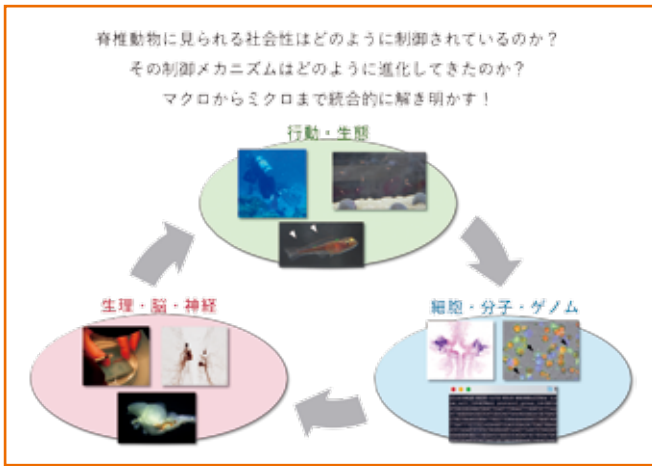 脊椎動物に見られる社会性はどのように制御されているのか？
その制御メカニズムはどのように進化してきたのか？
マクロからミクロまで統合的に解き明かす！
行動・生態
生理・脳・神経
細胞・分子・ゲノム